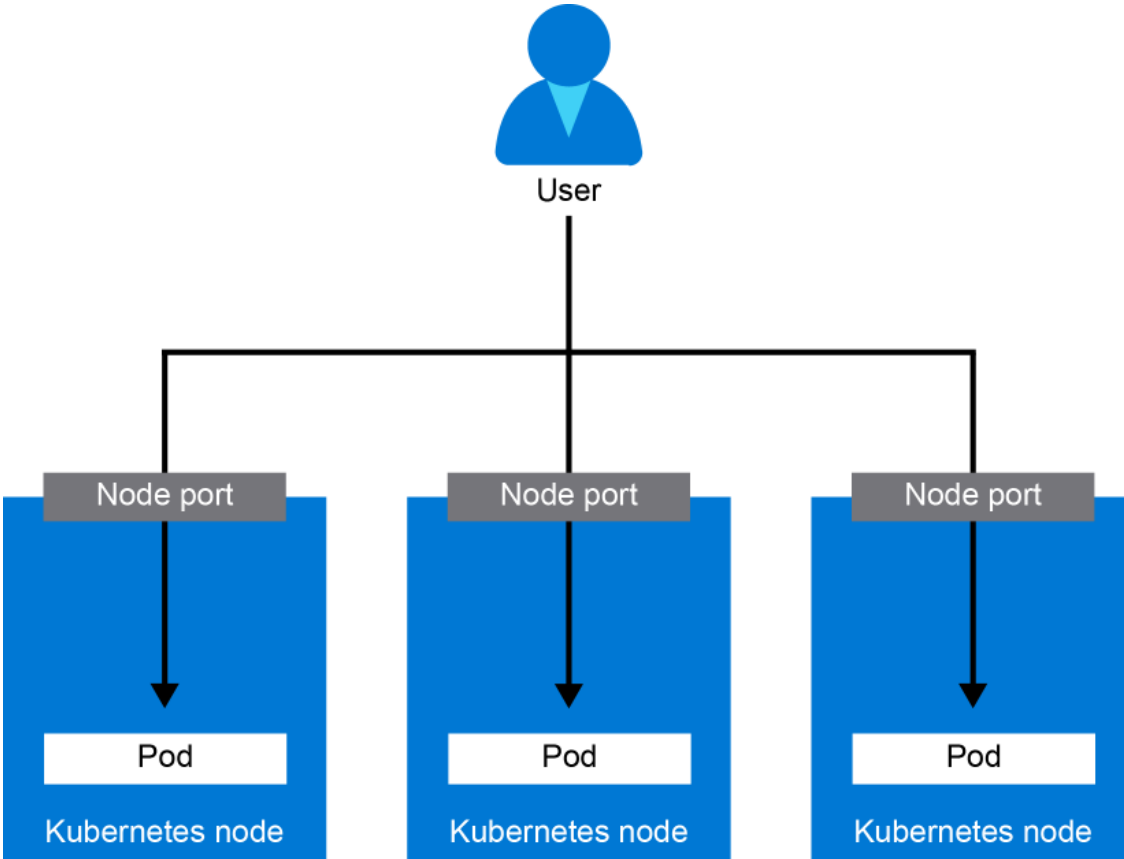 User
Node port
Node port
Node port
Pod
Pod
Pod
Kubernetes node
Kubernetes node
Kubernetes node